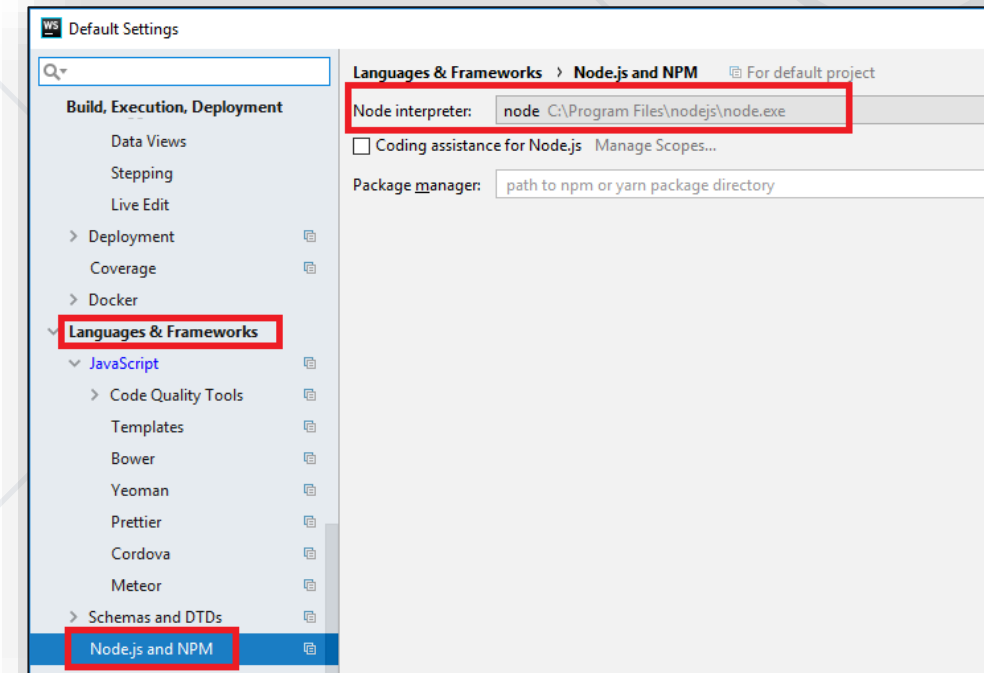 WS Default Settings
Build, Execution, Deployment
Data Views
Stepping
Live Edit
Deployment
Coverage
Docker
Languages & Frameworks
JavaScript
Code Quality Tools
Templates
Bower
Yeoman
Prettier
Cordova
Meteor
Schemas and DTDs
Node.js and NPM
Languages & Frameworks › Node.js and NPM For default project
Node interpreter: node C:\Program Files\nodejs\node.exe
Coding assistance for Node.js Manage Scopes...
Package manager: path to npm or yarn package directory